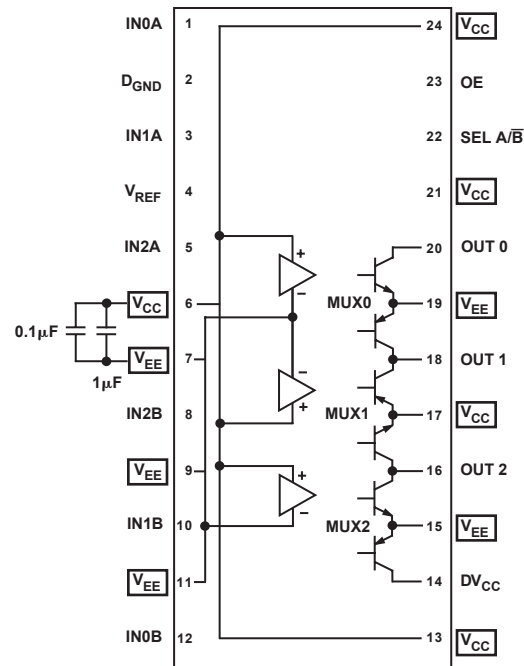 IN0A 1 24 VCC
DGND 2 23 OE
IN1A 3 22 SEL A/B̅
VREF 4 21 VCC
IN2A 5 20 OUT 0
+
−
MUX0
VCC 6 19 VEE
0.1µF
1µF
VEE 7 18 OUT 1
−
+
MUX1
IN2B 8 17 VCC
VEE 9 16 OUT 2
+
−
MUX2
IN1B 10 15 VEE
VEE 11 14 DVCC
IN0B 12 13 VCC